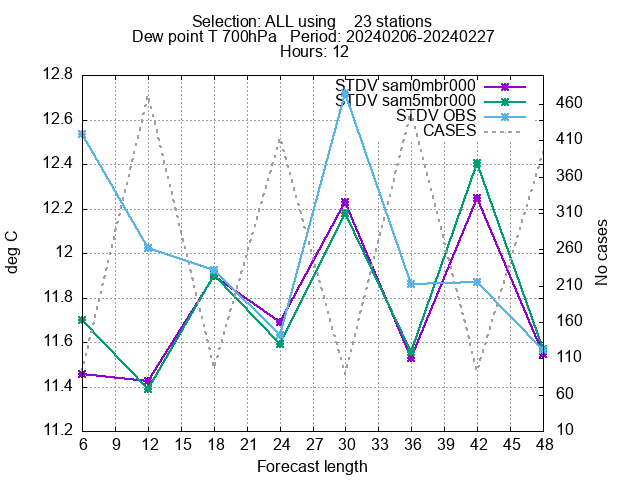 Selection: ALL using    23 stations
Dew point T 700hPa   Period: 20240206-20240227
Hours: 12
STDV sam0mbr000
STDV sam5mbr000
STDV OBS
CASES
12.8
12.6
12.4
12.2
12
11.8
11.6
11.4
11.2
deg C
460
410
360
310
260
210
160
110
60
10
No cases
6 9 12 15 18 21 24 27 30 33 36 39 42 45 48
Forecast length